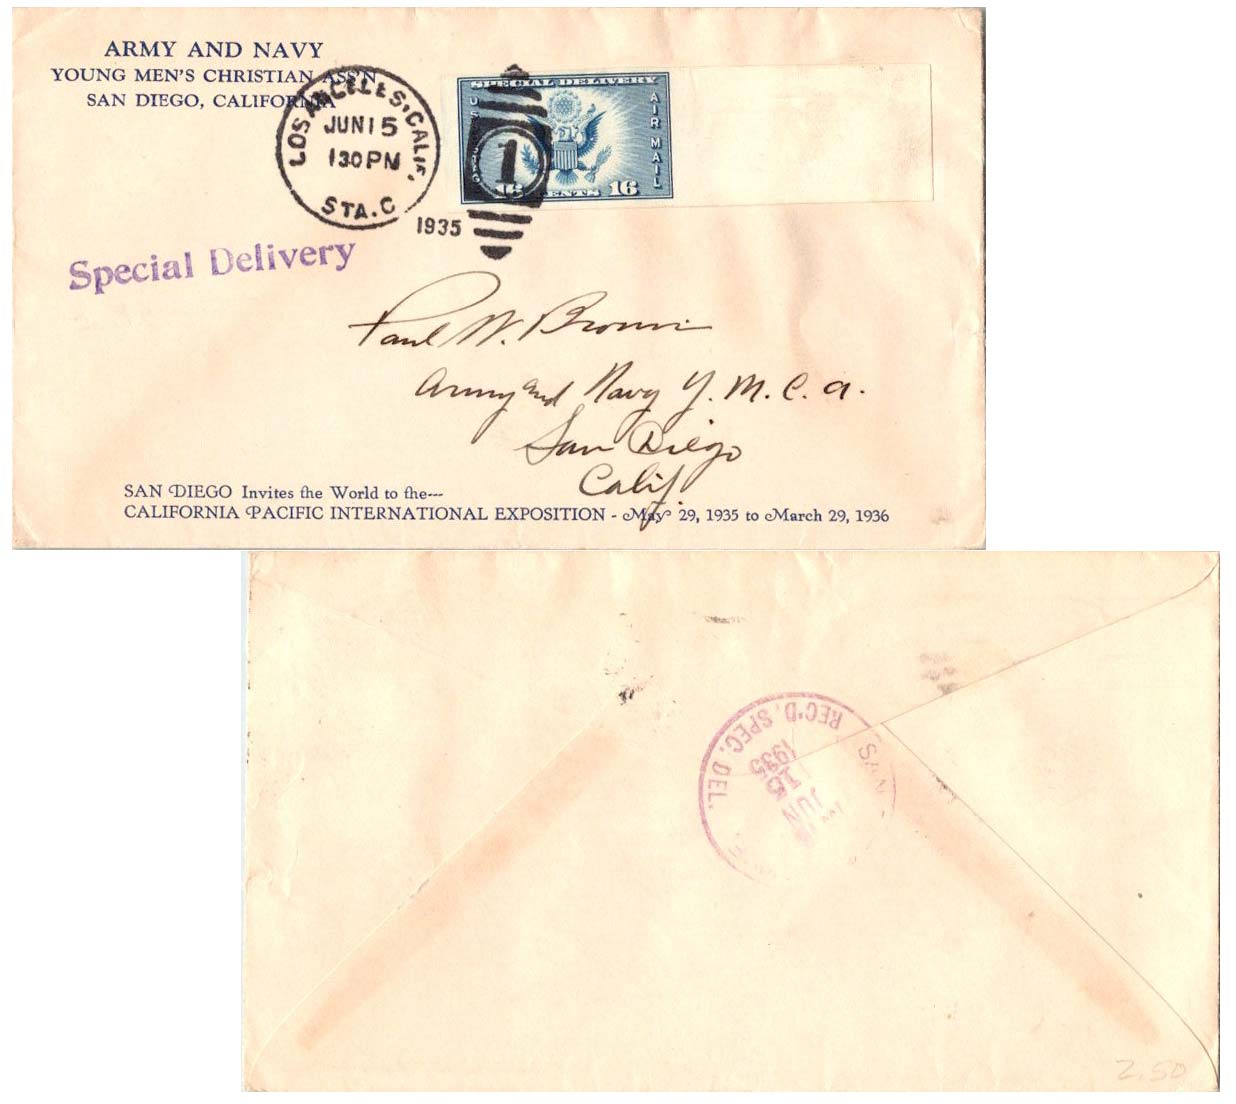 ARMY AND NAVY
YOUNG MEN'S CHRISTIAN ASS'N
SAN DIEGO, CALIFORNIA
LOS ANGELES, CALIF.
JUN 15
1 30 PM
STA. C
1935
1
SPECIAL DELIVERY
AIR MAIL
16 CENTS 16
Special Delivery
Paul W. Brown
Army and Navy Y. M. C. A.
San Diego
Calif.
SAN DIEGO Invites the World to the---
CALIFORNIA PACIFIC INTERNATIONAL EXPOSITION - May 29, 1935 to March 29, 1936
SAN
REC'D. SPEC. DEL.
JUN
15
1935
2.50